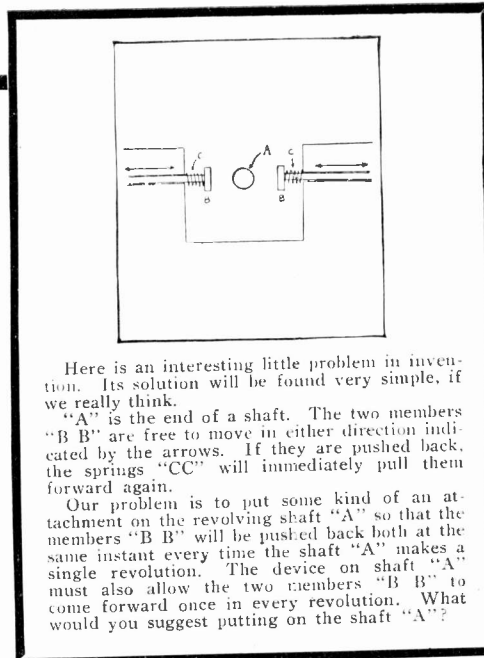 A
c
c
B
B
Here is an interesting little problem in inven-
tion. Its solution will be found very simple, if
we really think.
"A" is the end of a shaft. The two members
"B B" are free to move in either direction indi-
cated by the arrows. If they are pushed back,
the springs "CC" will immediately pull them
forward again.
Our problem is to put some kind of an at-
tachment on the revolving shaft "A" so that the
members "B B" will be pushed back both at the
same instant every time the shaft "A" makes a
single revolution. The device on shaft "A"
must also allow the two members "B B" to
come forward once in every revolution. What
would you suggest putting on the shaft "A"?